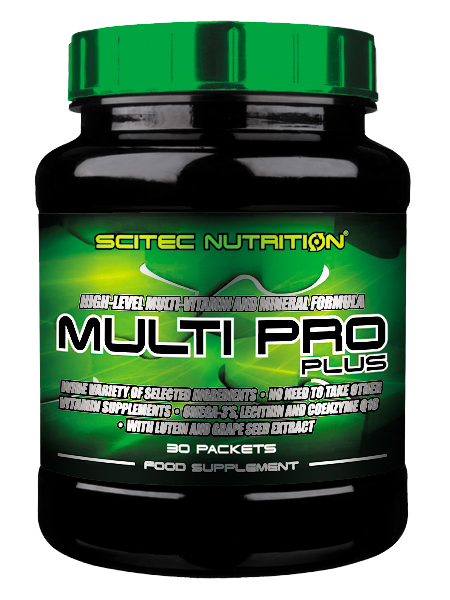 SCITEC NUTRITION®
HIGH-LEVEL MULTI-VITAMIN AND MINERAL FORMULA
MULTI PRO
PLUS
VARIETY OF SELECTED INGREDIENTS • NO NEED TO TAKE OTHER
VITAMIN SUPPLEMENTS • OMEGA-3'S, LECITHIN AND COENZYME Q10
• WITH LUTEIN AND GRAPE SEED EXTRACT
30 PACKETS
FOOD SUPPLEMENT